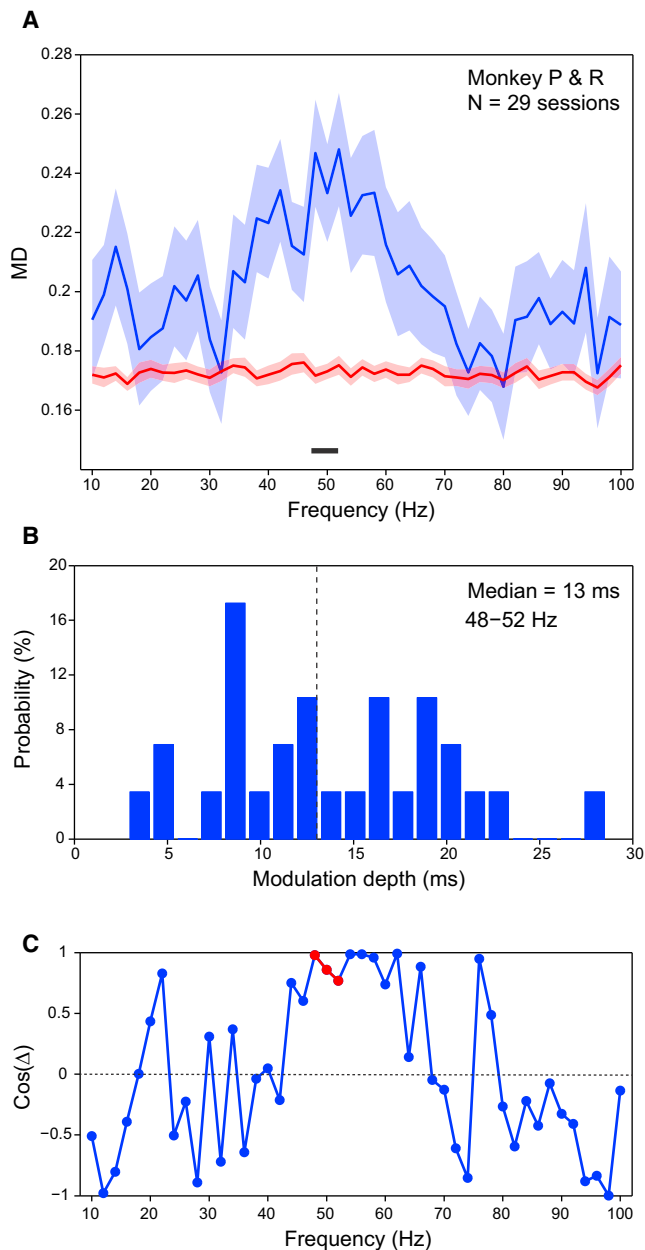 A
0.28
0.26
0.24
0.22
0.2
0.18
0.16
MD
Monkey P & R
N = 29 sessions
10 20 30 40 50 60 70 80 90 100
Frequency (Hz)
B
20
16
12
8
4
0
Probability (%)
Median = 13 ms
48−52 Hz
0 5 10 15 20 25 30
Modulation depth (ms)
C
1
0.5
0
−0.5
−1
Cos(Δ)
10 20 30 40 50 60 70 80 90 100
Frequency (Hz)